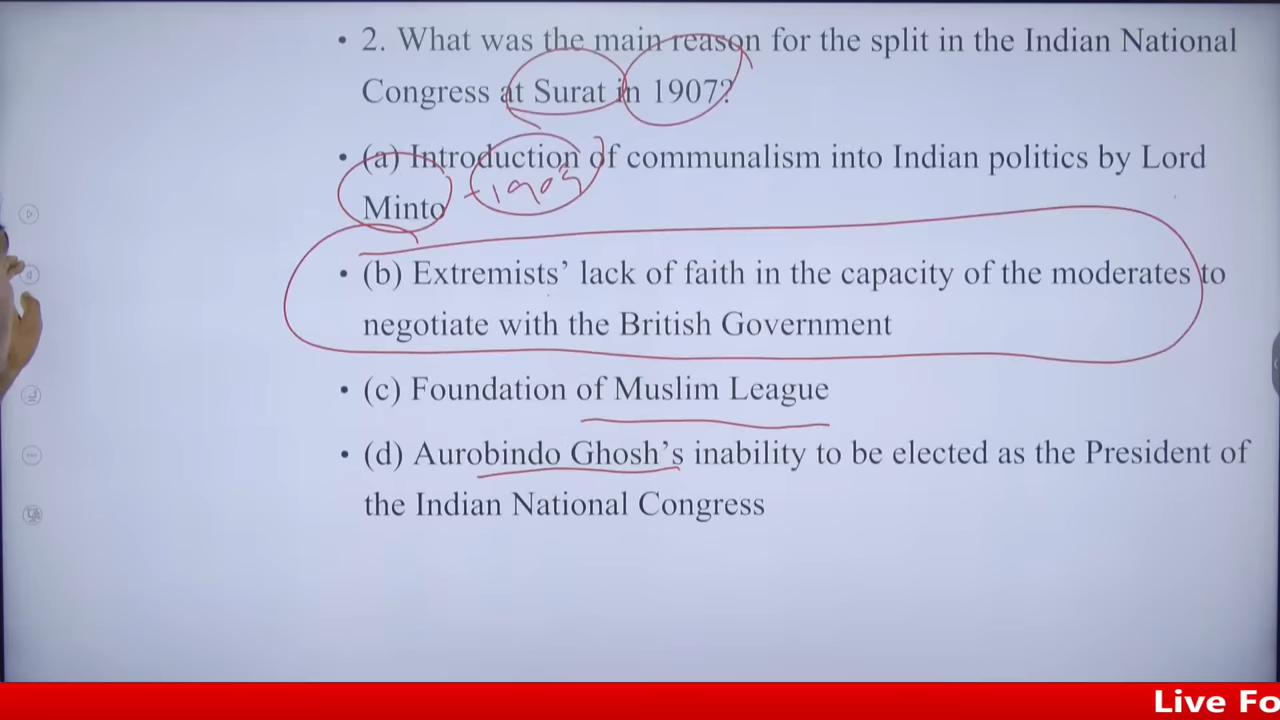 • 2. What was the main reason for the split in the Indian National
Congress at Surat in 1907?
• (a) Introduction of communalism into Indian politics by Lord
Minto
• (b) Extremists’ lack of faith in the capacity of the moderates to
negotiate with the British Government
• (c) Foundation of Muslim League
• (d) Aurobindo Ghosh’s inability to be elected as the President of
the Indian National Congress
Live Fo